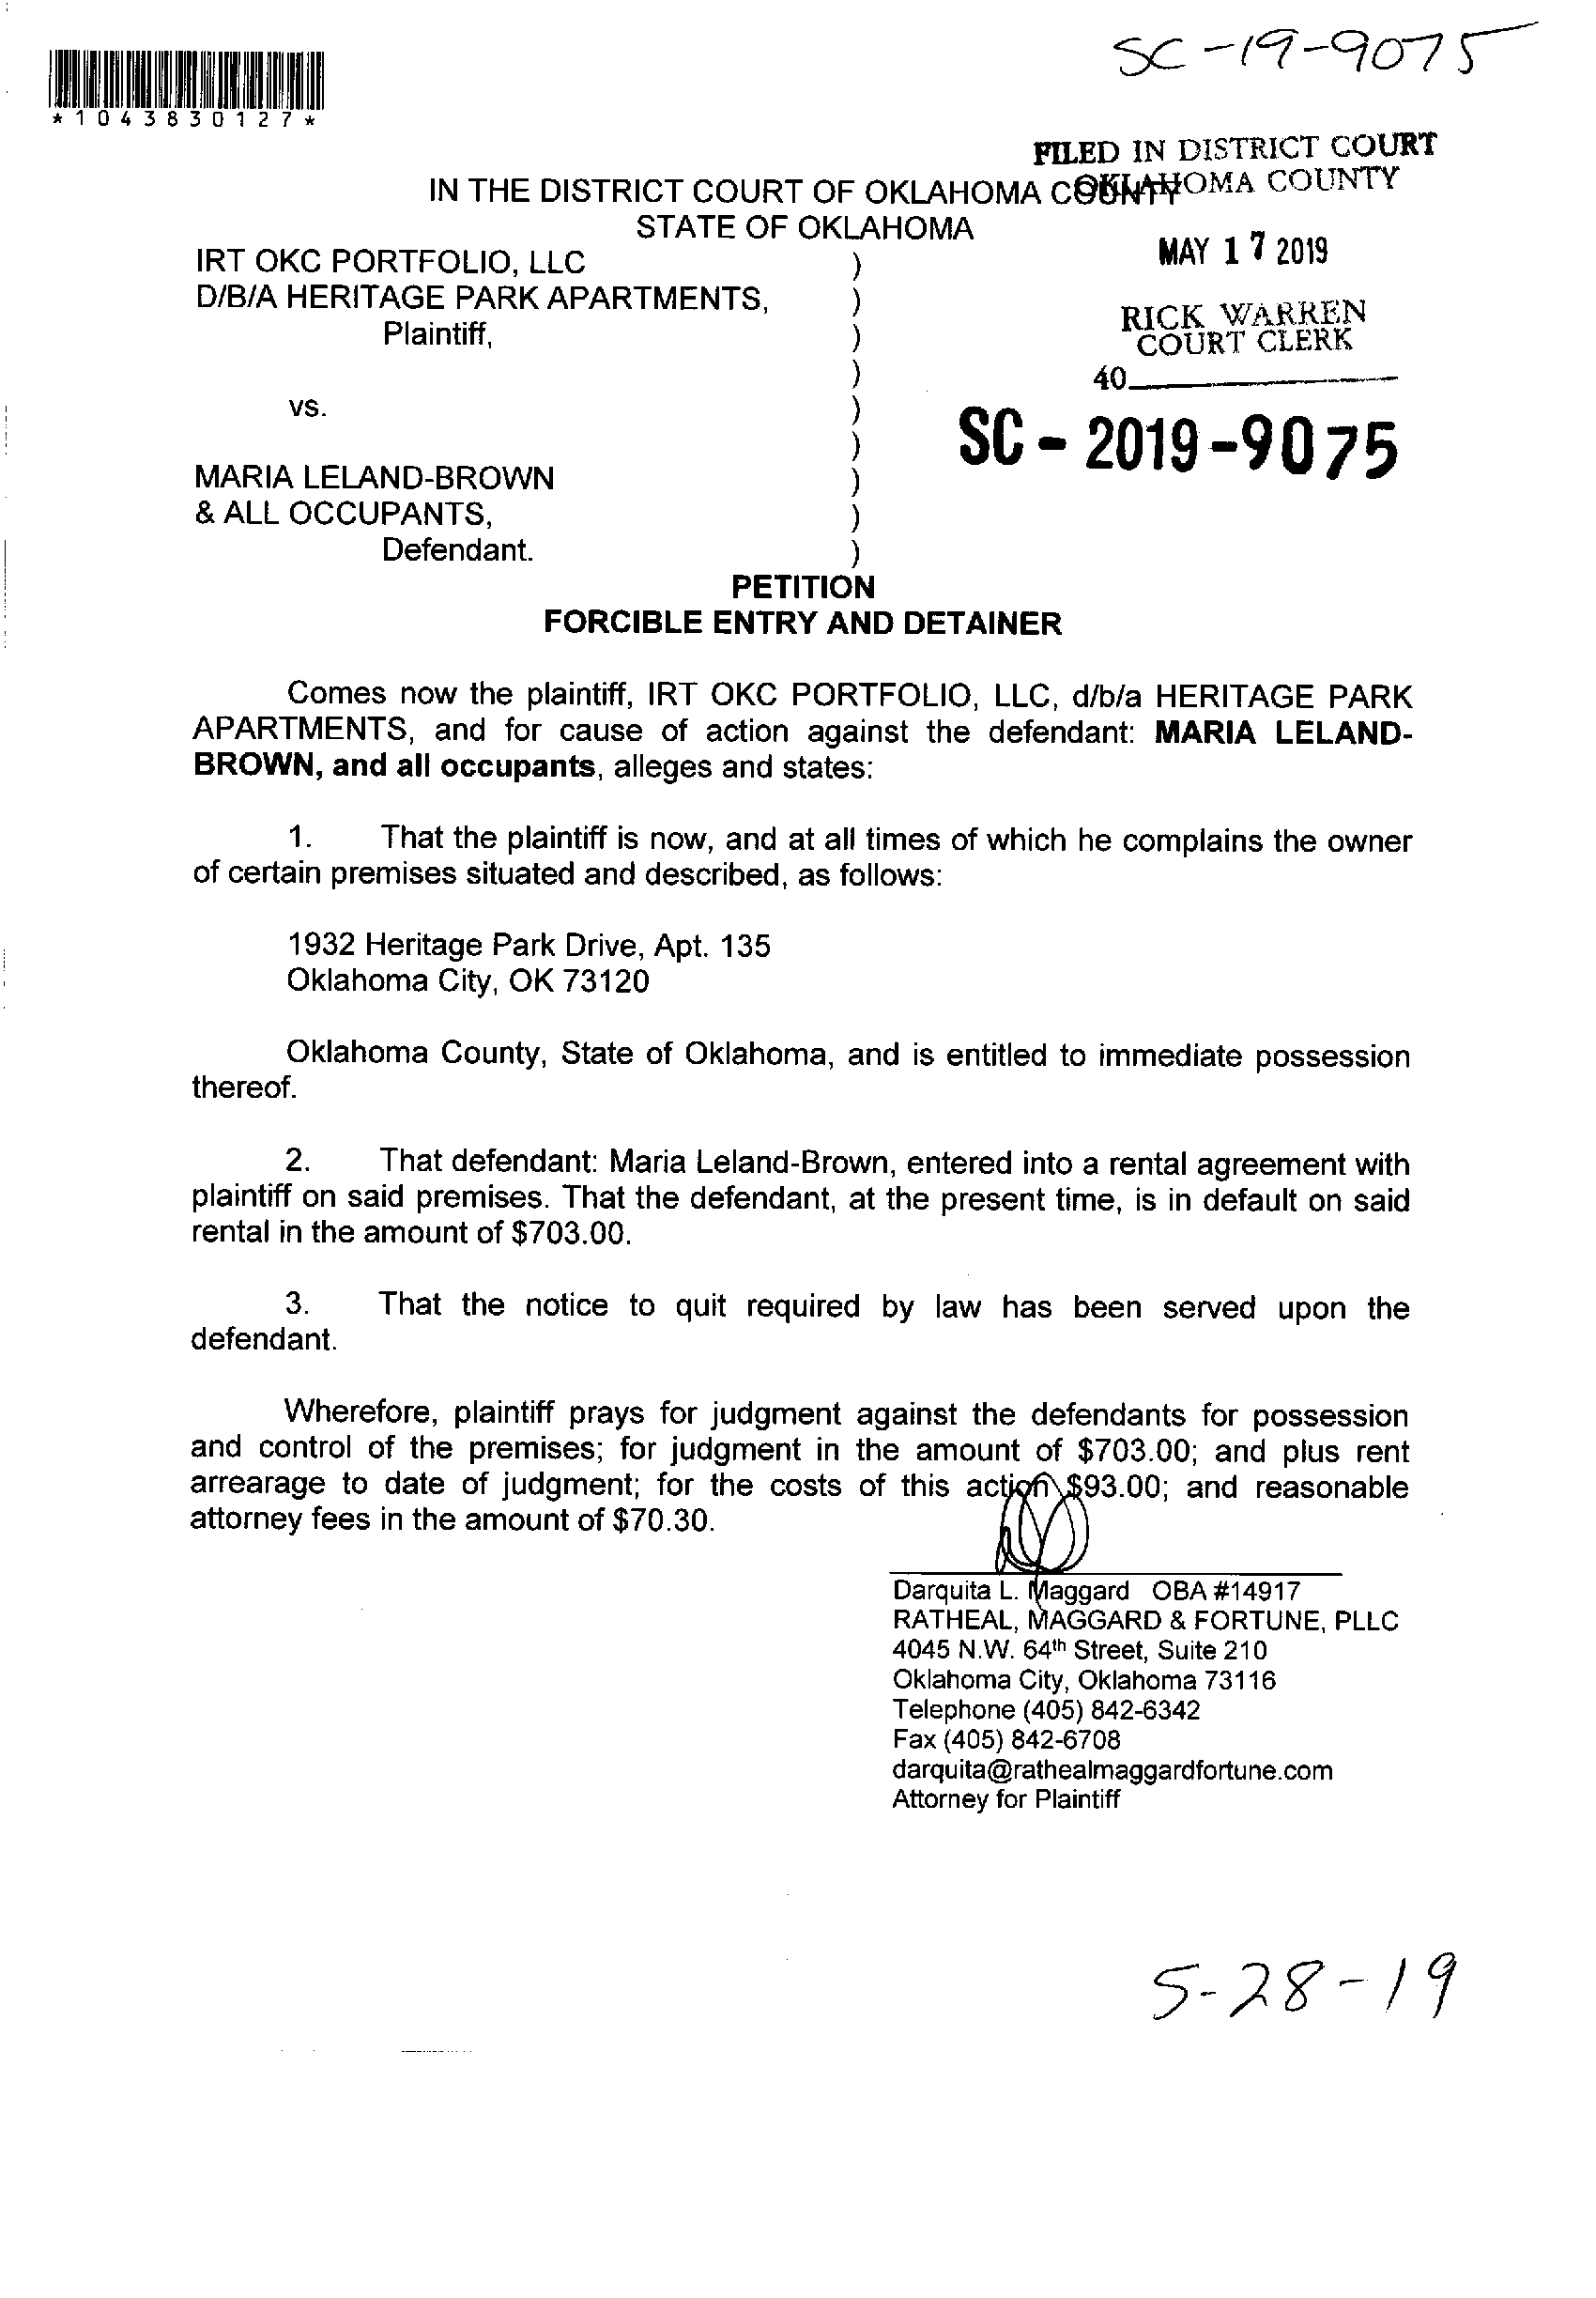 SC-19-9075
*1043830127*
FILED IN DISTRICT COURT
OKLAHOMA COUNTY
IN THE DISTRICT COURT OF OKLAHOMA COUNTY
STATE OF OKLAHOMA
MAY 17 2019
IRT OKC PORTFOLIO, LLC )
D/B/A HERITAGE PARK APARTMENTS, )
Plaintiff, )
)
RICK WARREN
COURT CLERK
40
vs. )
)
SC - 2019-9075
MARIA LELAND-BROWN )
& ALL OCCUPANTS, )
Defendant. )
PETITION
FORCIBLE ENTRY AND DETAINER
Comes now the plaintiff, IRT OKC PORTFOLIO, LLC, d/b/a HERITAGE PARK
APARTMENTS, and for cause of action against the defendant: MARIA LELAND-
BROWN, and all occupants, alleges and states:
1. That the plaintiff is now, and at all times of which he complains the owner
of certain premises situated and described, as follows:
1932 Heritage Park Drive, Apt. 135
Oklahoma City, OK 73120
Oklahoma County, State of Oklahoma, and is entitled to immediate possession
thereof.
2. That defendant: Maria Leland-Brown, entered into a rental agreement with
plaintiff on said premises. That the defendant, at the present time, is in default on said
rental in the amount of $703.00.
3. That the notice to quit required by law has been served upon the
defendant.
Wherefore, plaintiff prays for judgment against the defendants for possession
and control of the premises; for judgment in the amount of $703.00; and plus rent
arrearage to date of judgment; for the costs of this action $93.00; and reasonable
attorney fees in the amount of $70.30.
Darquita L. Maggard OBA #14917
RATHEAL, MAGGARD & FORTUNE, PLLC
4045 N.W. 64th Street, Suite 210
Oklahoma City, Oklahoma 73116
Telephone (405) 842-6342
Fax (405) 842-6708
darquita@rathealmaggardfortune.com
Attorney for Plaintiff
5-28-19